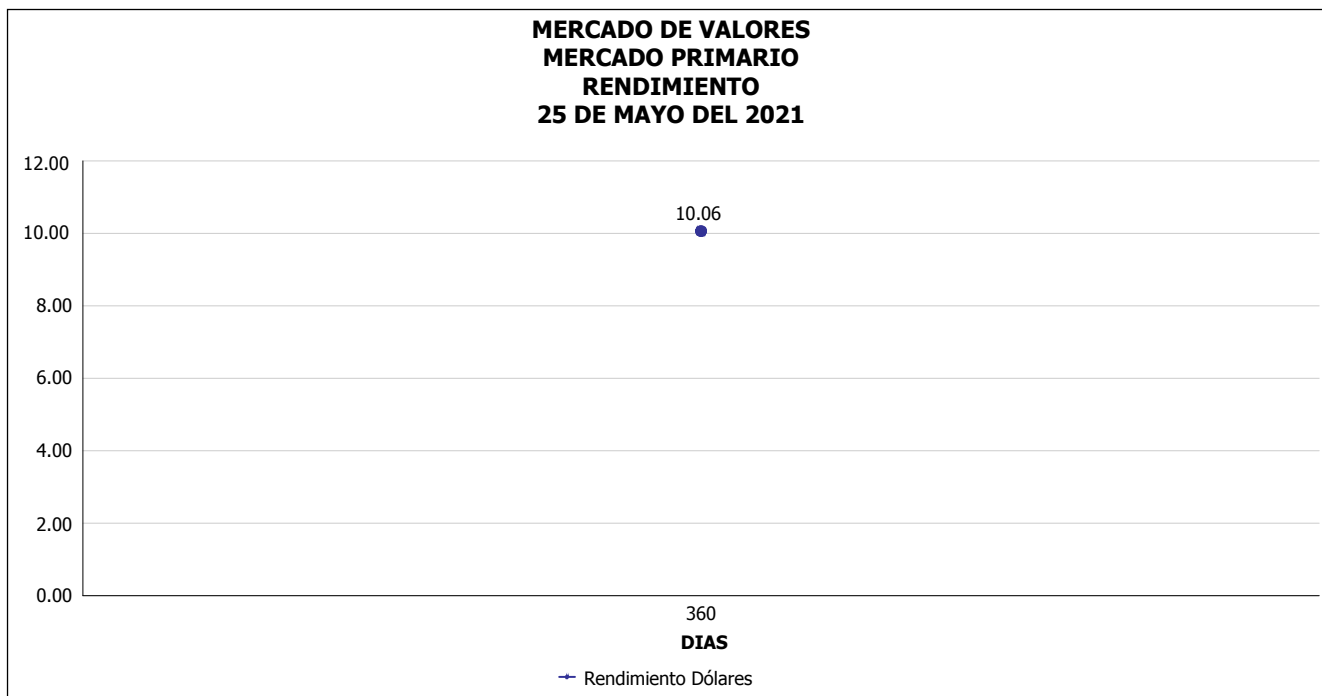 MERCADO DE VALORES
MERCADO PRIMARIO
RENDIMIENTO
25 DE MAYO DEL 2021
12.00
10.06
10.00
8.00
6.00
4.00
2.00
0.00
360
DIAS
Rendimiento Dólares